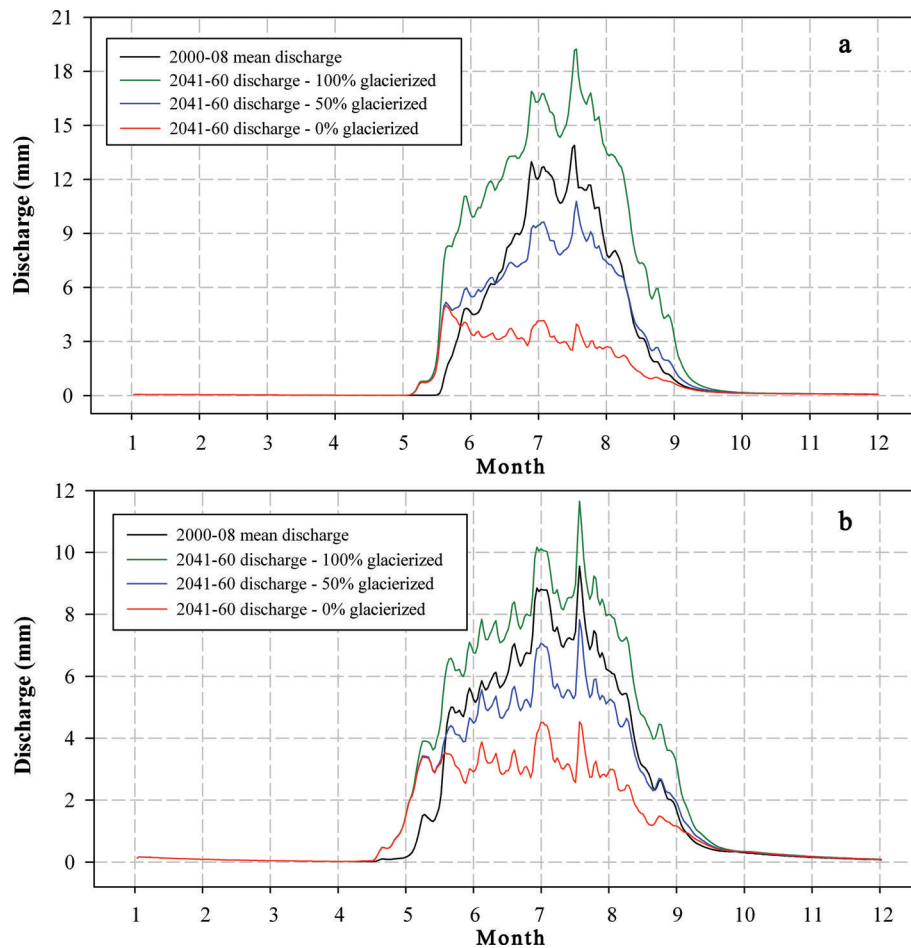 a
21
18
15
12
9
6
3
0
Discharge (mm)
2000-08 mean discharge
2041-60 discharge - 100% glacierized
2041-60 discharge - 50% glacierized
2041-60 discharge - 0% glacierized
1 2 3 4 5 6 7 8 9 10 11 12
Month
b
12
10
8
6
4
2
0
Discharge (mm)
2000-08 mean discharge
2041-60 discharge - 100% glacierized
2041-60 discharge - 50% glacierized
2041-60 discharge - 0% glacierized
1 2 3 4 5 6 7 8 9 10 11 12
Month